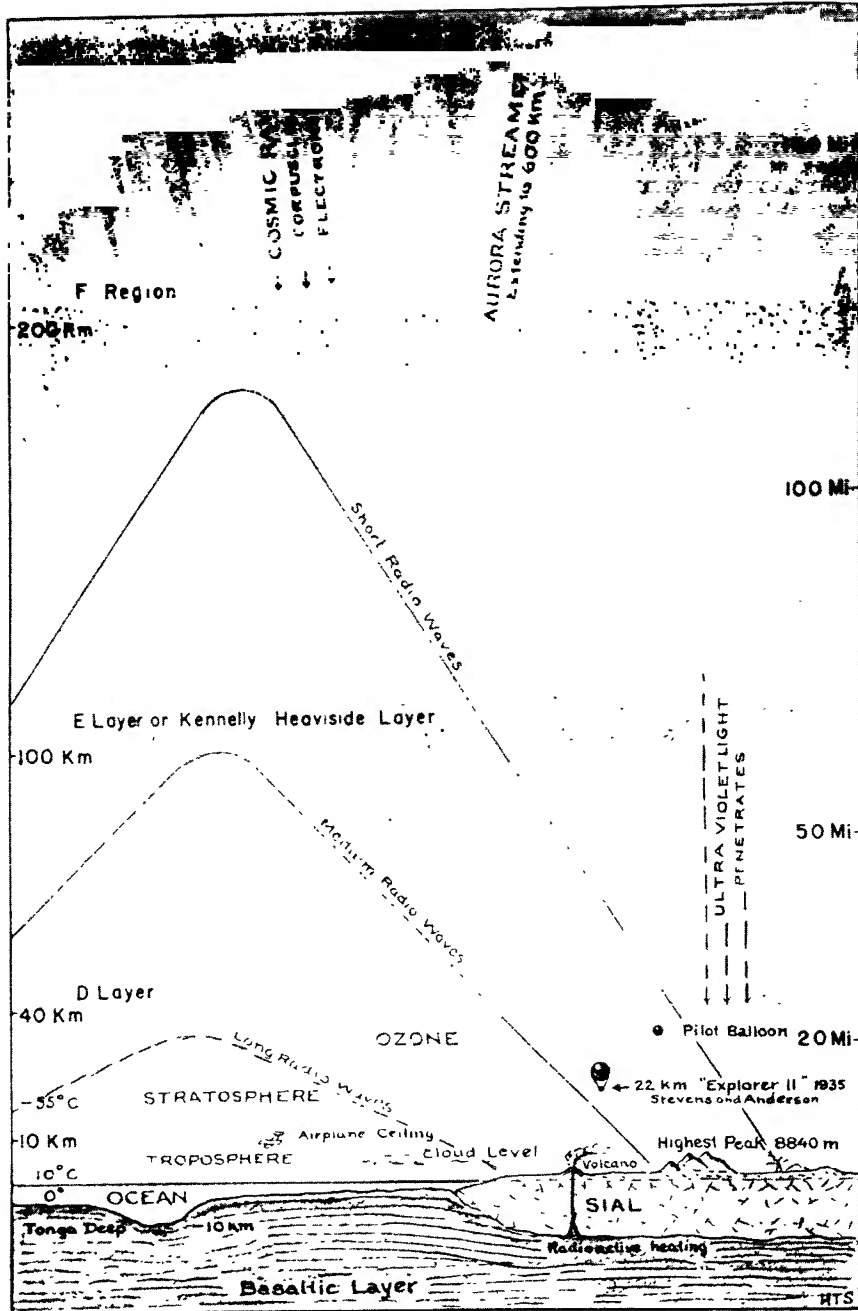 COSMIC
CORPUSCLE
ELECTRONS
AURORA STREAMER
Extending to 600 Km.
F Region
200 Km
100 Mi
Short Radio Waves
E Layer or Kennelly Heaviside Layer
100 Km
50 Mi
ULTRA VIOLET LIGHT
PENETRATES
Medium Radio Waves
D Layer
40 Km
OZONE
Pilot Balloon
20 Mi
Long Radio Waves
22 Km "Explorer II" 1935
Stevens and Anderson
-55°C
STRATOSPHERE
10 Km
Airplane Ceiling
Cloud Level
Highest Peak 8840 m
TROPOSPHERE
Volcano
10°C
0°
OCEAN
SIAL
Tonga Deep
-10 Km
Radioactive heating
Basaltic Layer
HTS